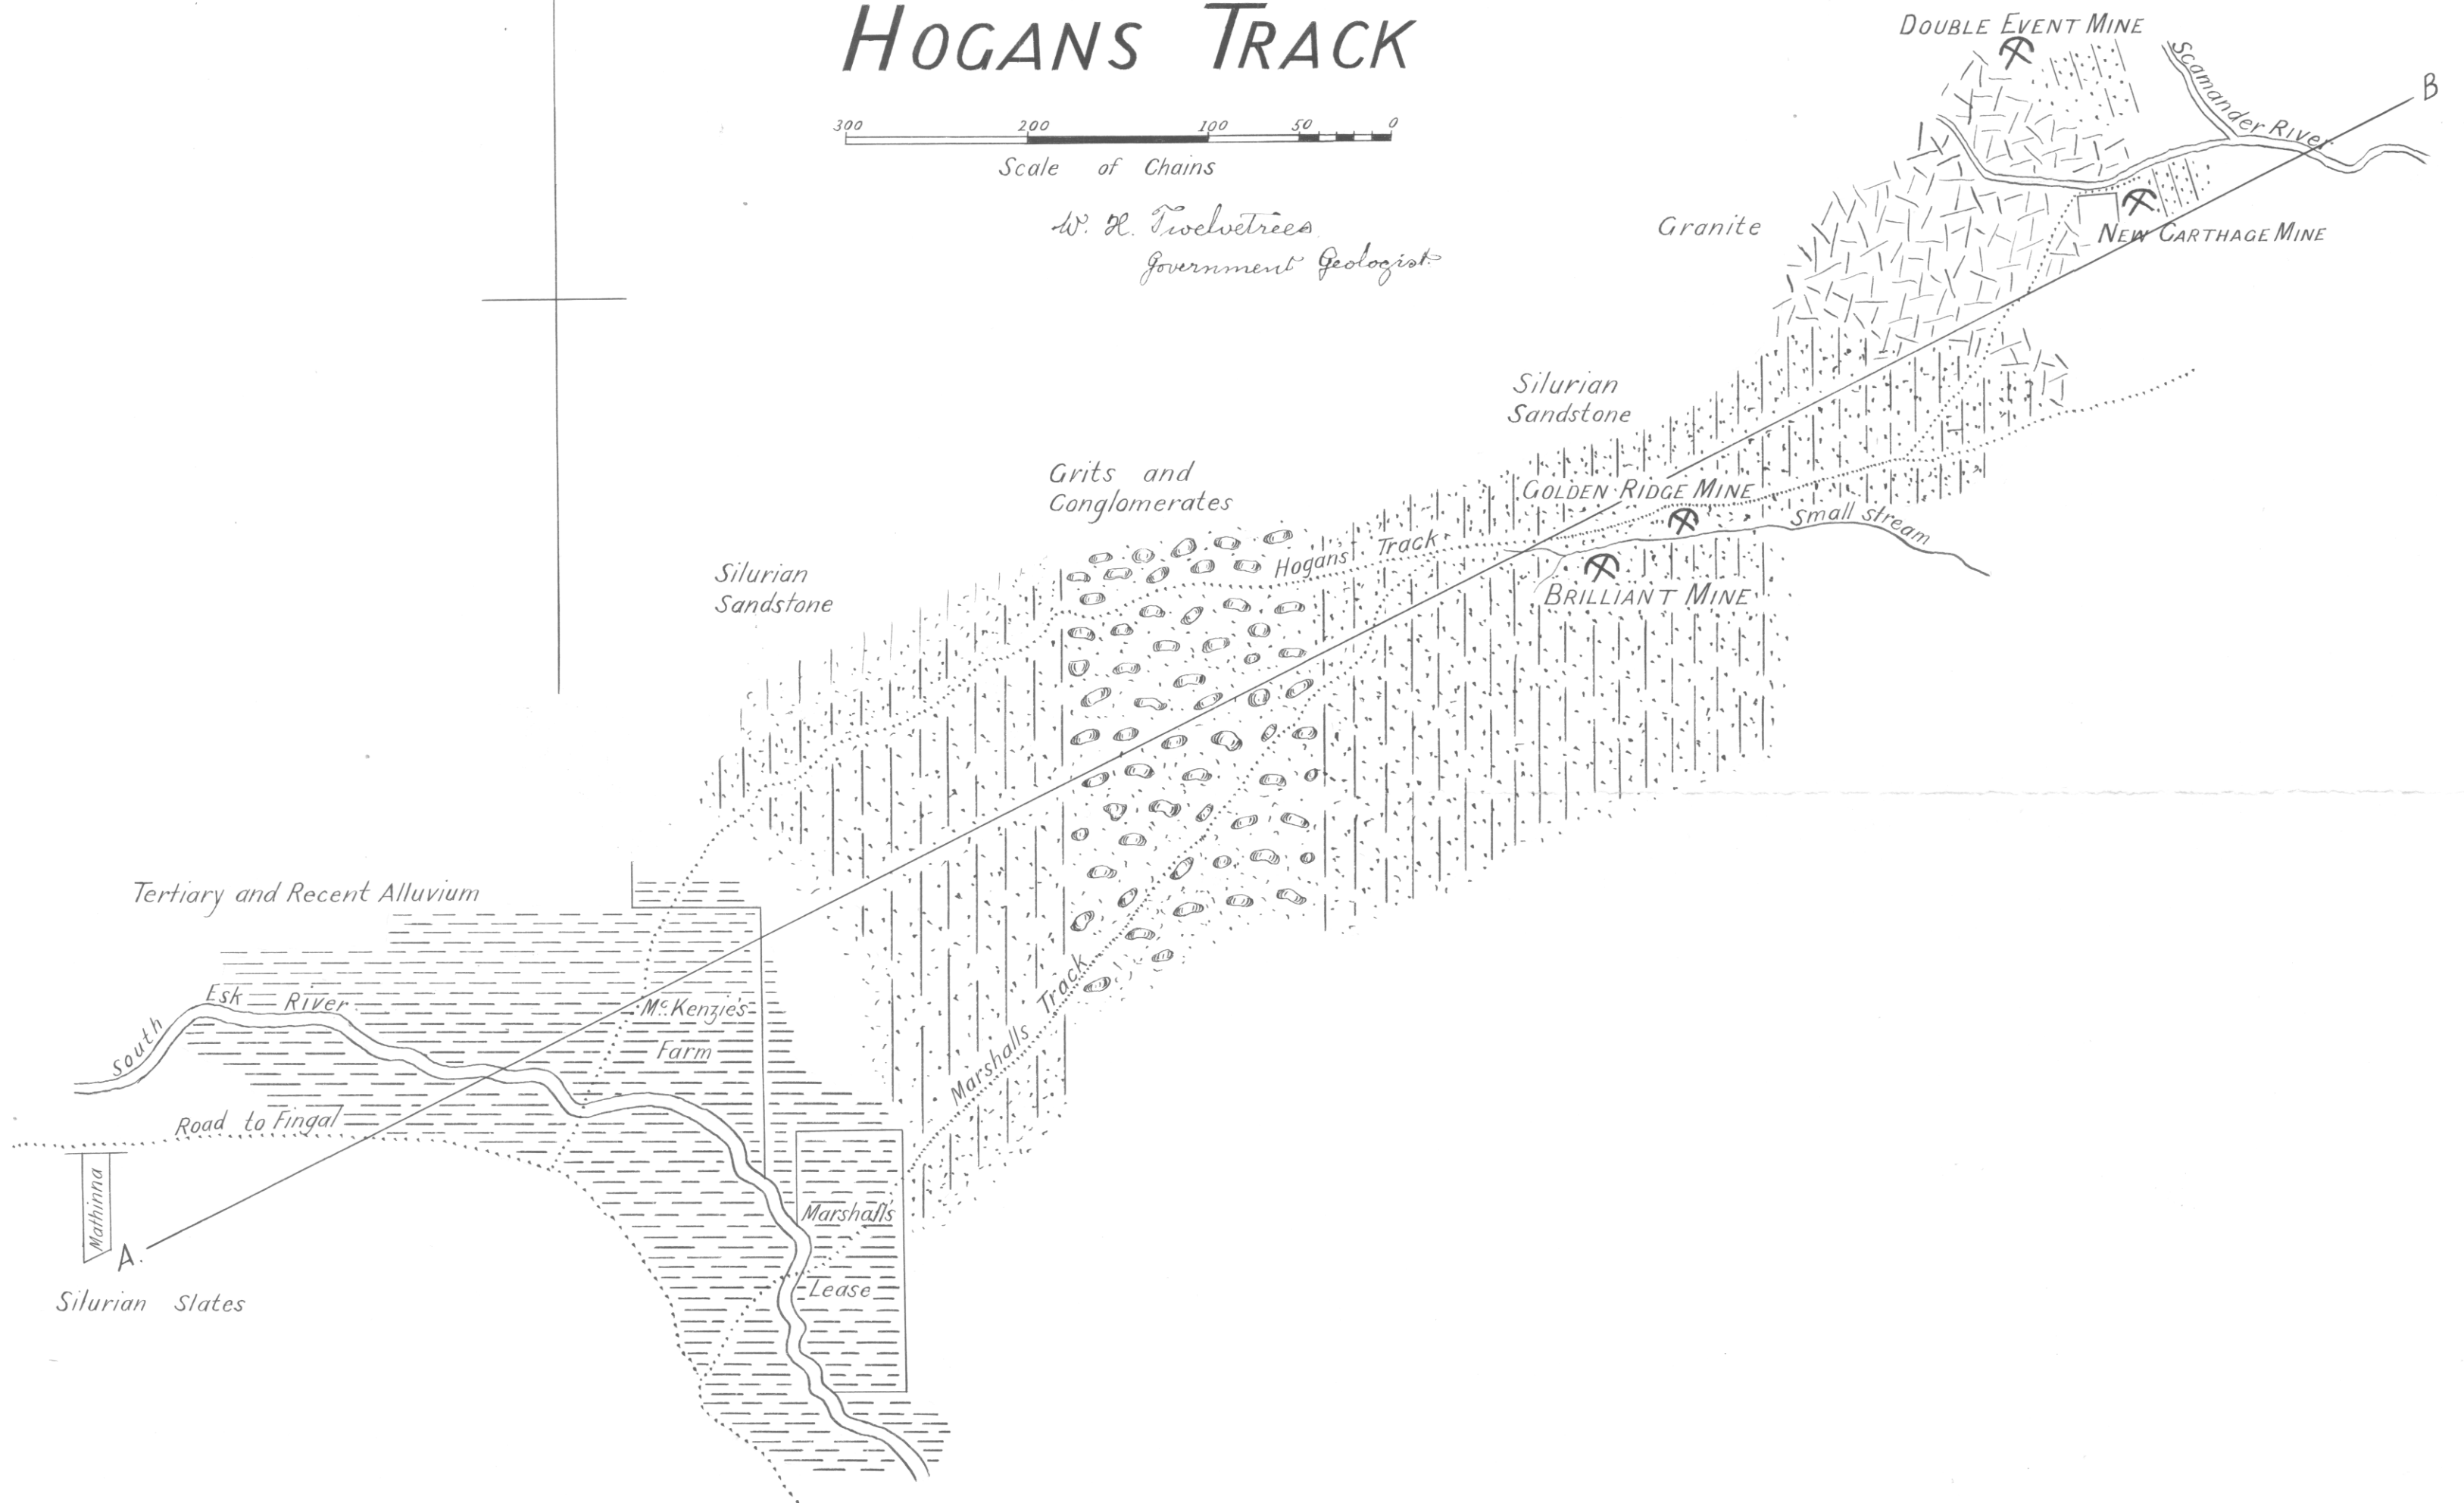 HOGANS TRACK
300 200 100 50 0
Scale of Chains
W. H. Twelvetrees
Government Geologist.
DOUBLE EVENT MINE
Scamander River
B
NEW CARTHAGE MINE
Granite
Silurian
Sandstone
GOLDEN RIDGE MINE
Small stream
BRILLIANT MINE
Grits and
Conglomerates
Hogans Track
Silurian
Sandstone
Tertiary and Recent Alluvium
South Esk River
McKenzie's
Farm
Marshalls Track
Road to Fingal
Mathinna
A.
Marshall's
Lease
Silurian Slates